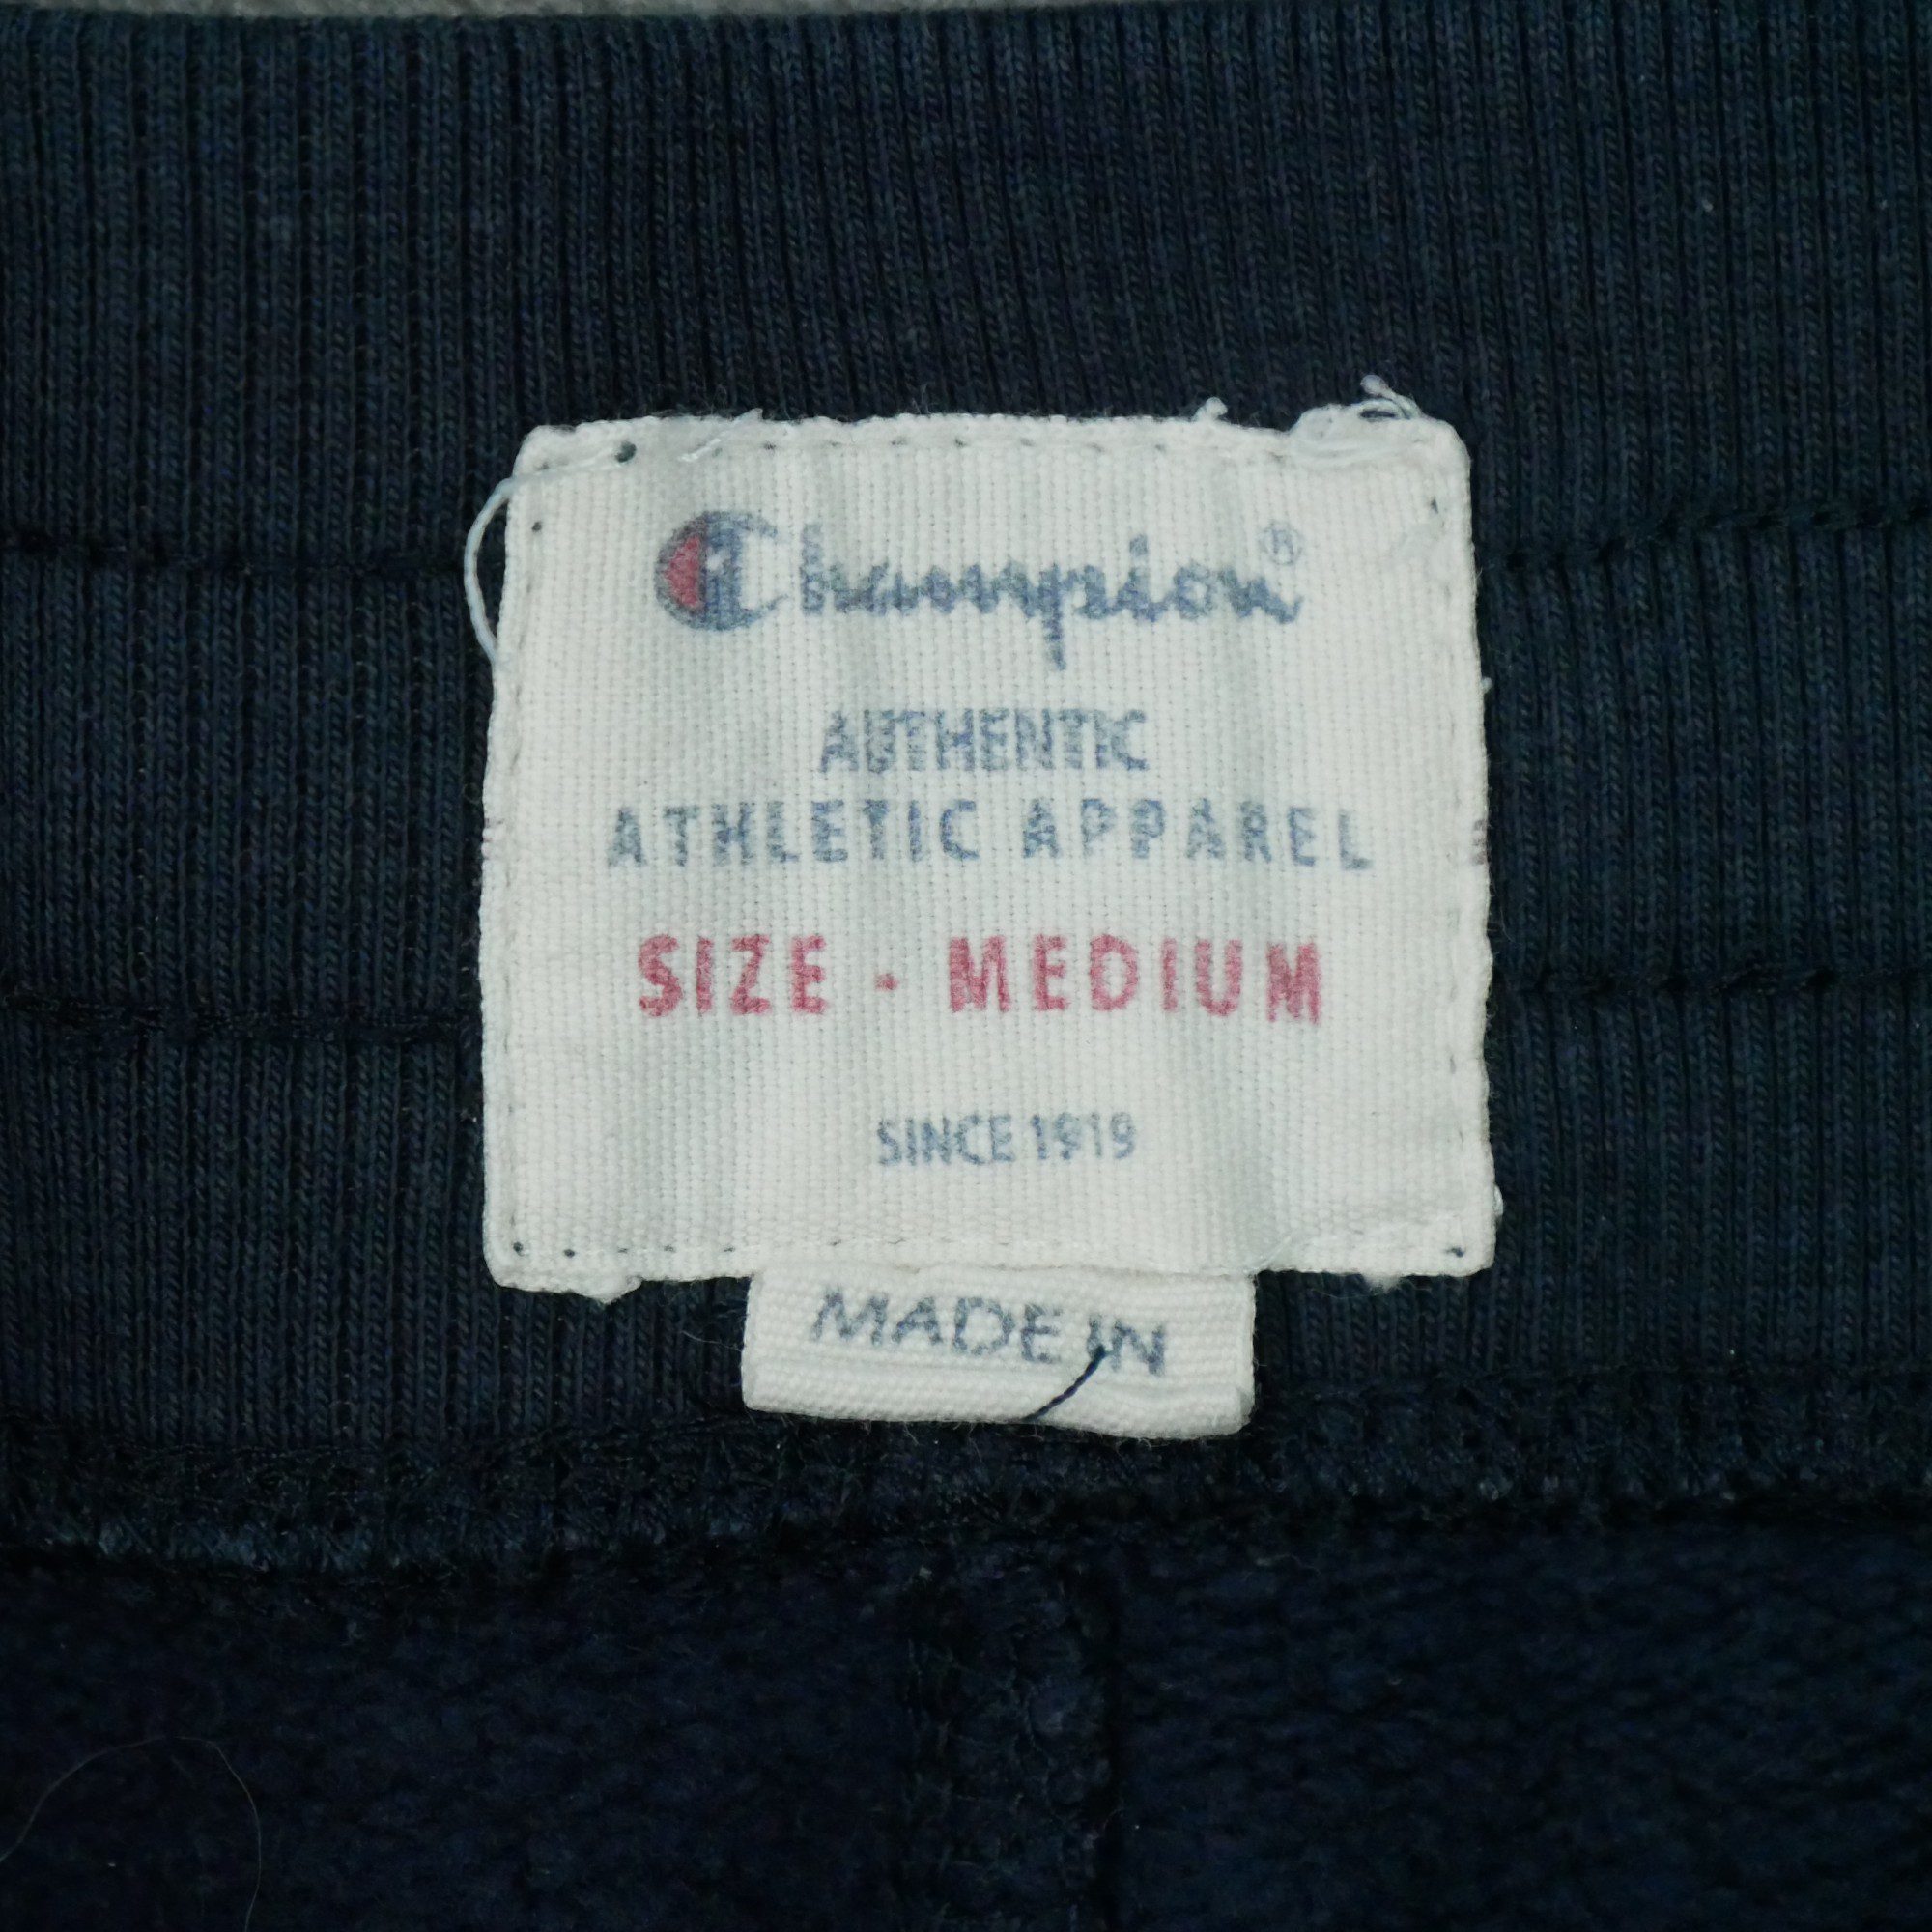 Champion®
AUTHENTIC
ATHLETIC APPAREL
SIZE - MEDIUM
SINCE 1919
MADE IN